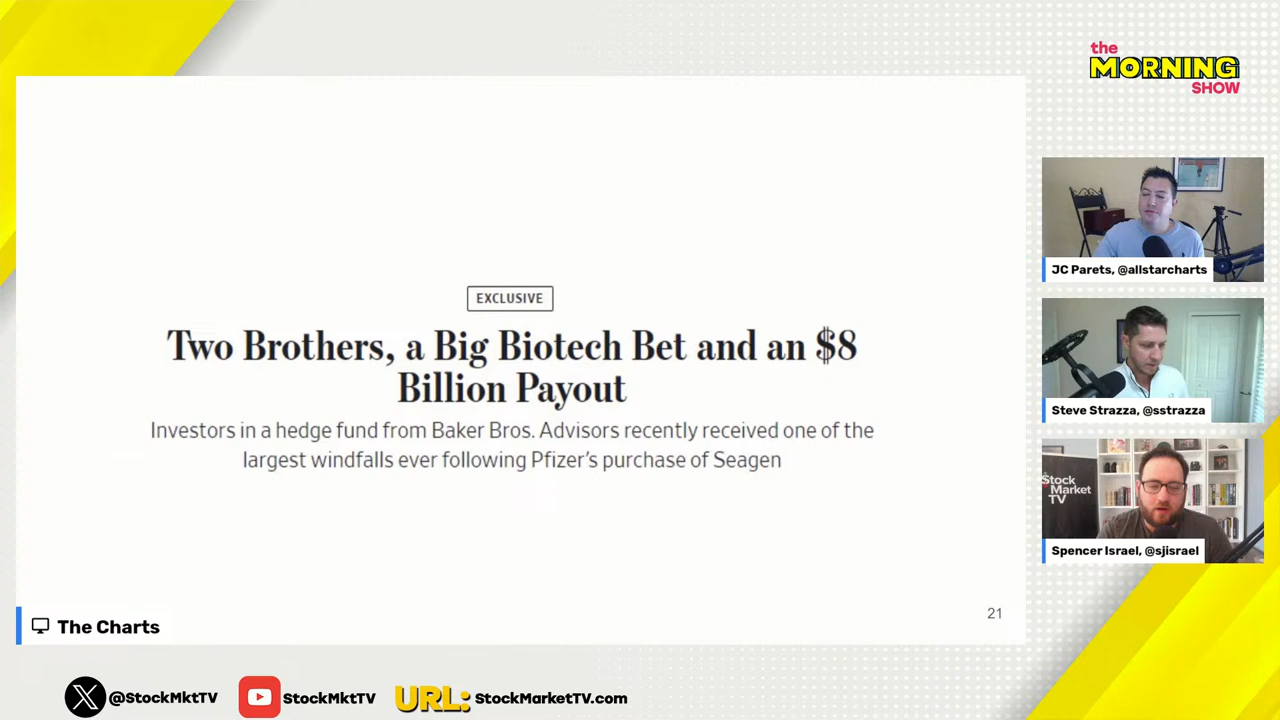 the
MORNING
SHOW
EXCLUSIVE
Two Brothers, a Big Biotech Bet and an $8
Billion Payout
Investors in a hedge fund from Baker Bros. Advisors recently received one of the
largest windfalls ever following Pfizer's purchase of Seagen
21
The Charts
JC Parets, @allstarcharts
Steve Strazza, @sstrazza
Stock
Market
TV
Spencer Israel, @sjisrael
@StockMktTV
StockMktTV
URL:
StockMarketTV.com